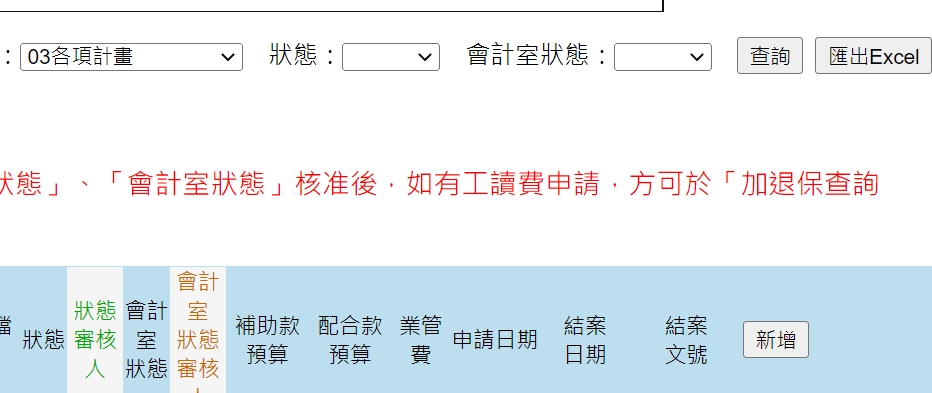 ：03各項計畫 狀態： 會計室狀態： 查詢 匯出Excel
狀態」、「會計室狀態」核准後，如有工讀費申請，方可於「加退保查詢
狀態
狀態
審核
人
會計
室
狀態
會計
室
狀態
審核
補助款
預算
配合款
預算
業管
費
申請日期
結案
日期
結案
文號
新增